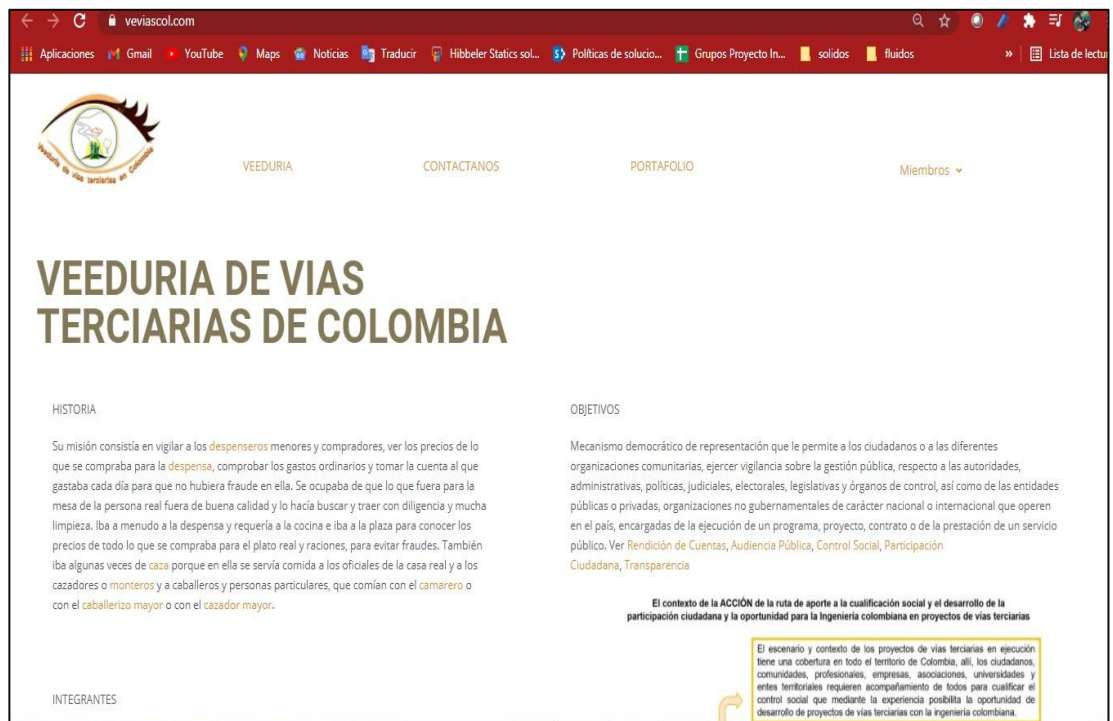 veviascol.com
Aplicaciones Gmail YouTube Maps Noticias Traducir Hibbeler Statics sol... Políticas de solucio... Grupos Proyecto In... solidos fluidos » Lista de lectu
Veeduria de vias terciarias en Colombia
VEEDURIA CONTACTANOS PORTAFOLIO Miembros
VEEDURIA DE VIAS
TERCIARIAS DE COLOMBIA
HISTORIA
Su misión consistía en vigilar a los despenseros menores y compradores, ver los precios de lo
que se compraba para la despensa, comprobar los gastos ordinarios y tomar la cuenta al que
gastaba cada día para que no hubiera fraude en ella. Se ocupaba de que lo que fuera para la
mesa de la persona real fuera de buena calidad y lo hacía buscar y traer con diligencia y mucha
limpieza. Iba a menudo a la despensa y requería a la cocina e iba a la plaza para conocer los
precios de todo lo que se compraba para el plato real y raciones, para evitar fraudes. También
iba algunas veces de caza porque en ella se servía comida a los oficiales de la casa real y a los
cazadores o monteros y a caballeros y personas particulares, que comían con el camarero o
con el caballerizo mayor o con el cazador mayor.
INTEGRANTES
OBJETIVOS
Mecanismo democrático de representación que le permite a los ciudadanos o a las diferentes
organizaciones comunitarias, ejercer vigilancia sobre la gestión pública, respecto a las autoridades,
administrativas, políticas, judiciales, electorales, legislativas y órganos de control, así como de las entidades
públicas o privadas, organizaciones no gubernamentales de carácter nacional o internacional que operen
en el país, encargadas de la ejecución de un programa, proyecto, contrato o de la prestación de un servicio
público. Ver Rendición de Cuentas, Audiencia Pública, Control Social, Participación
Ciudadana, Transparencia
El contexto de la ACCIÓN de la ruta de aporte a la cualificación social y el desarrollo de la
participación ciudadana y la oportunidad para la Ingeniería colombiana en proyectos de vías terciarias
El escenario y contexto de los proyectos de vías terciarias en ejecución
tiene una cobertura en todo el territorio de Colombia, allí, los ciudadanos,
comunidades, profesionales, empresas, asociaciones, universidades y
entes territoriales requieren acompañamiento de todos para cualificar el
control social que mediante la experiencia posibilita la oportunidad de
desarrollo de proyectos de vías terciarias con la ingeniería colombiana.